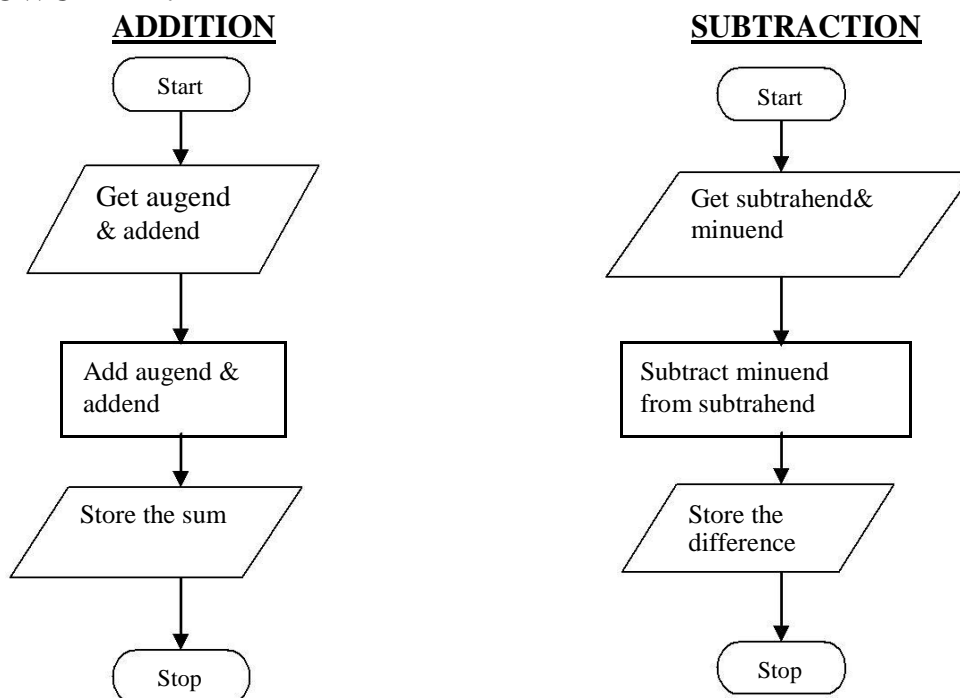 ADDITION
Start
Get augend
& addend
Add augend &
addend
Store the sum
Stop
SUBTRACTION
Start
Get subtrahend&
minuend
Subtract minuend
from subtrahend
Store the
difference
Stop